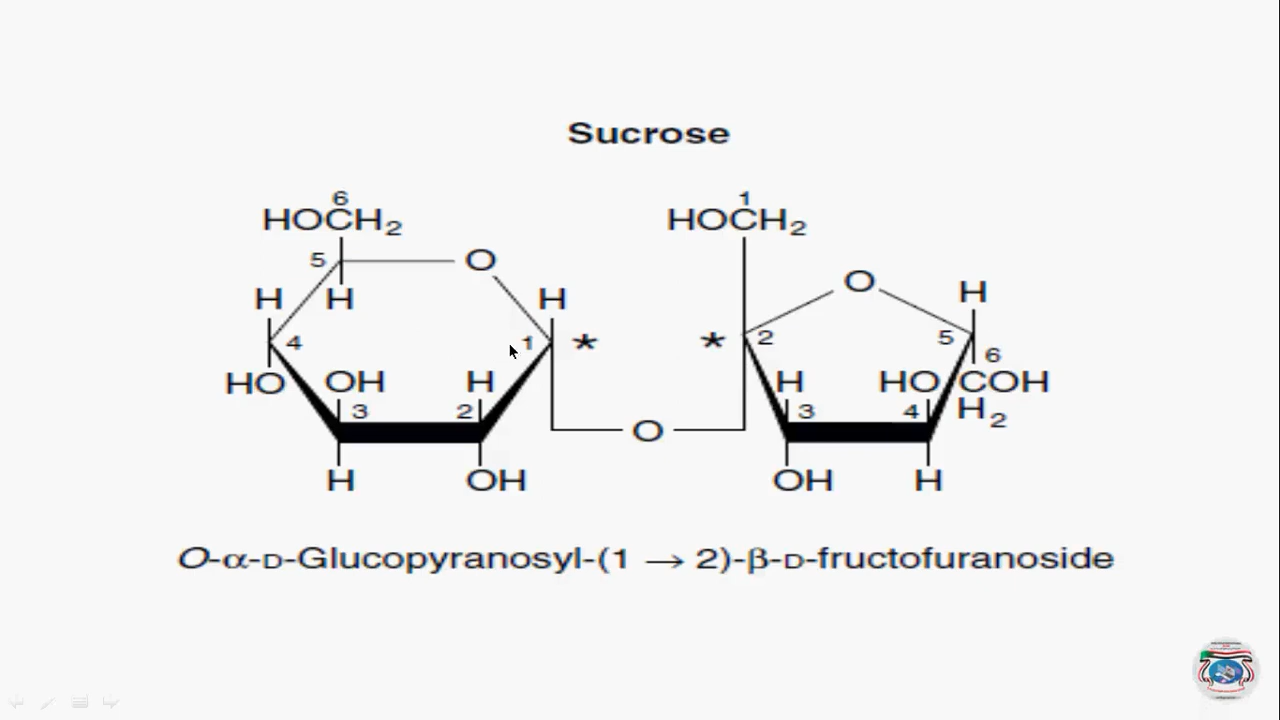 Sucrose
6 1
HOCH2 HOCH2
5 O O
H H H H
4 1 * * 2 5
6
HO OH H H HO COH
3 2 3 4 H2
O
H OH OH H
O-α-D-Glucopyranosyl-(1 → 2)-β-D-fructofuranoside